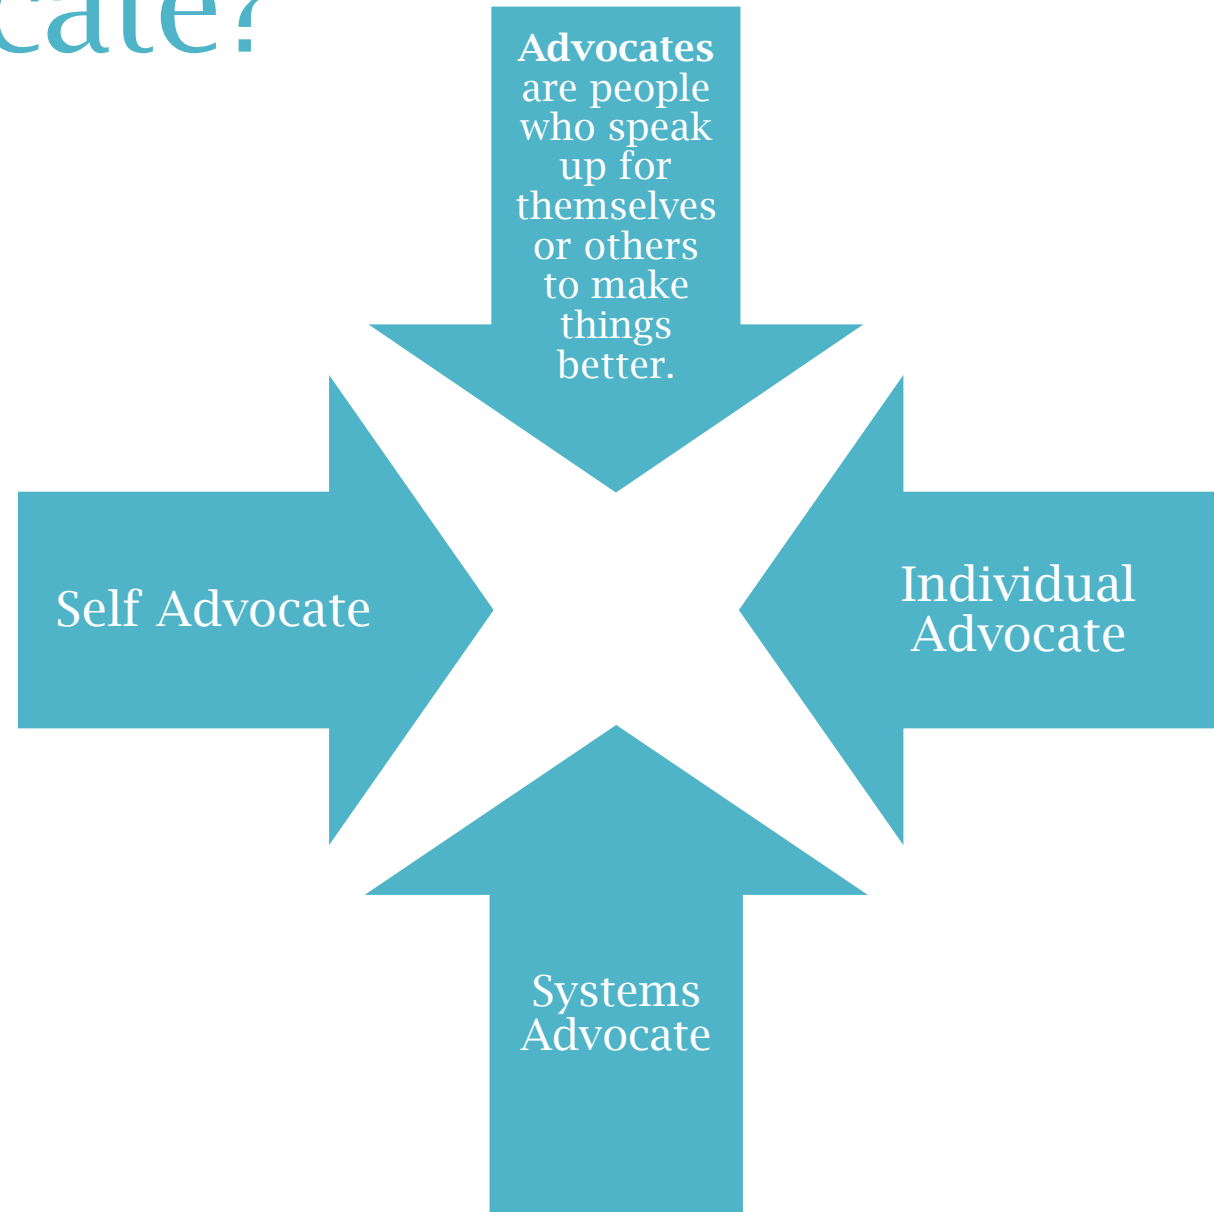 cate?
Advocates
are people
who speak
up for
themselves
or others
to make
things
better.
Self Advocate
Individual
Advocate
Systems
Advocate